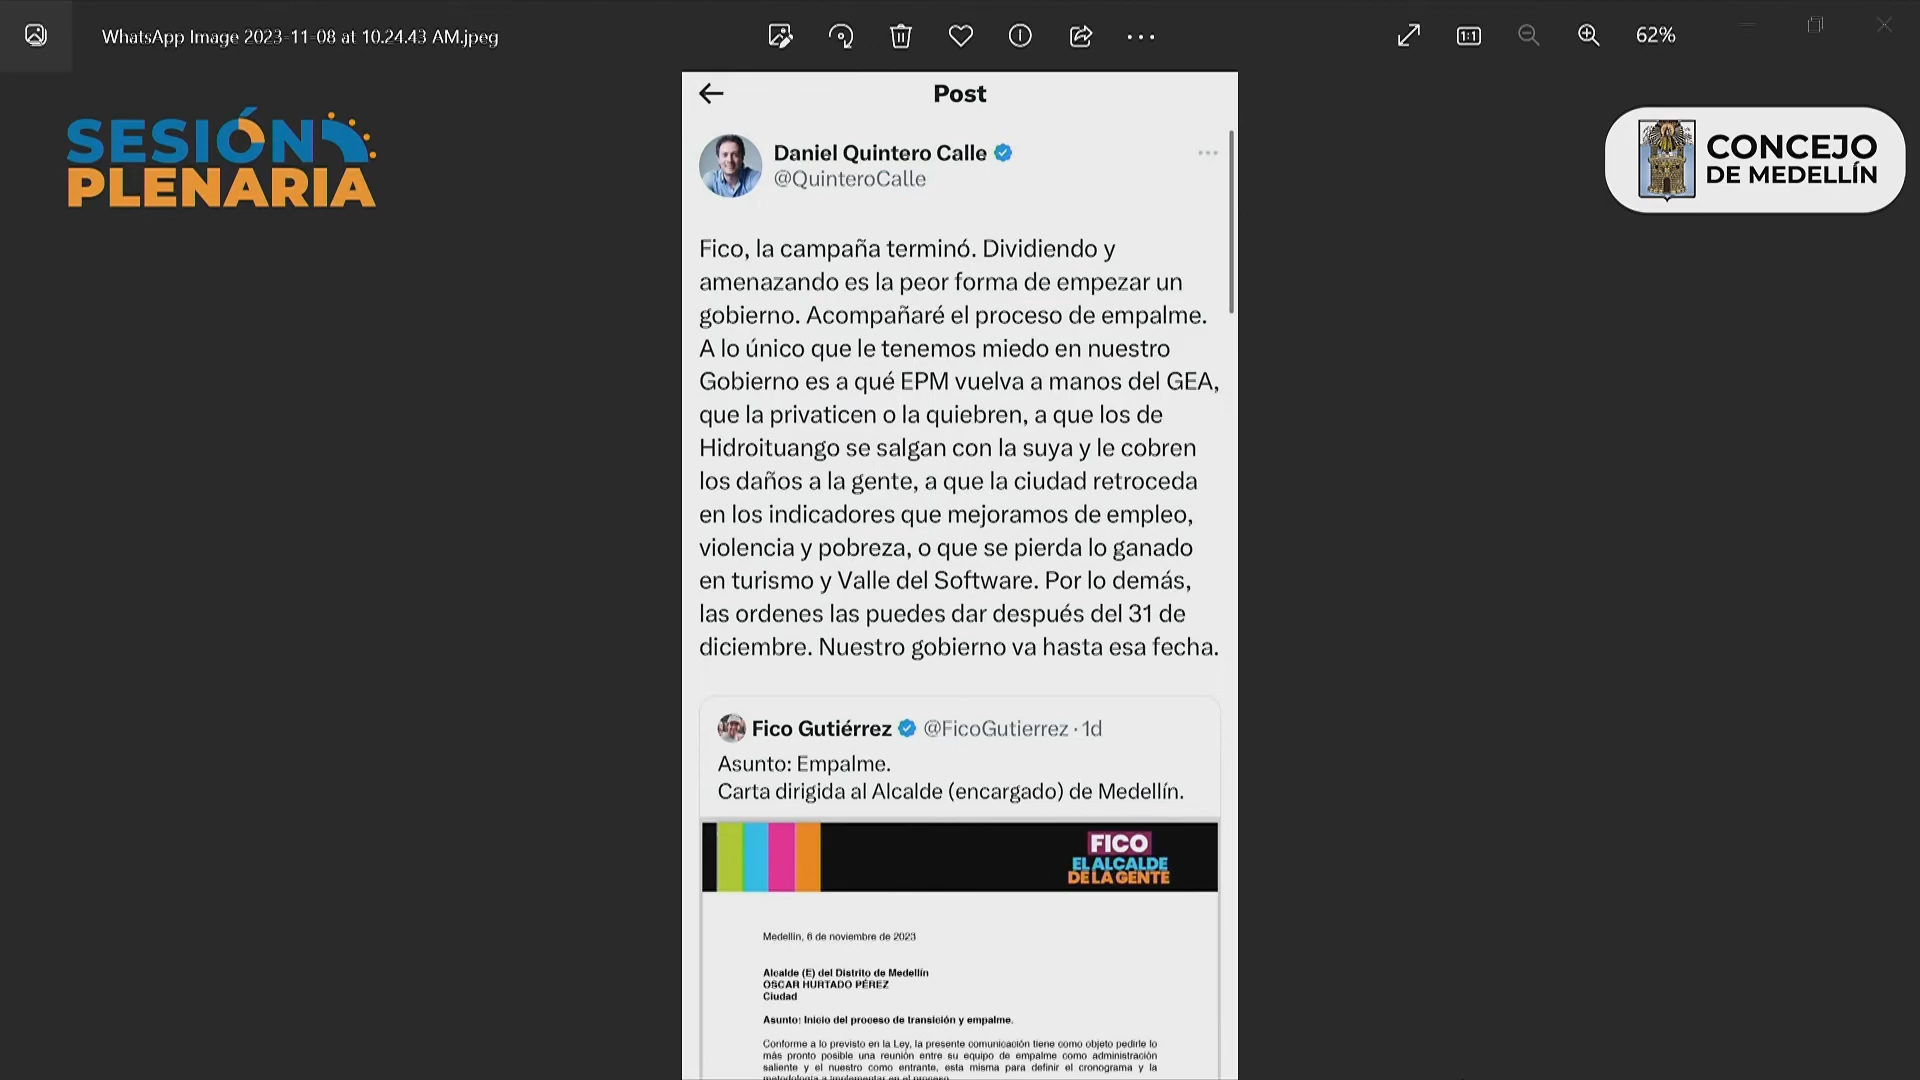 WhatsApp Image 2023-11-08 at 10.24.43 AM.jpeg
1:1
62%
SESIÓN
PLENARIA
CONCEJO
DE MEDELLÍN
Post
Daniel Quintero Calle
@QuinteroCalle
Fico, la campaña terminó. Dividiendo y
amenazando es la peor forma de empezar un
gobierno. Acompañaré el proceso de empalme.
A lo único que le tenemos miedo en nuestro
Gobierno es a qué EPM vuelva a manos del GEA,
que la privaticen o la quiebren, a que los de
Hidroituango se salgan con la suya y le cobren
los daños a la gente, a que la ciudad retroceda
en los indicadores que mejoramos de empleo,
violencia y pobreza, o que se pierda lo ganado
en turismo y Valle del Software. Por lo demás,
las ordenes las puedes dar después del 31 de
diciembre. Nuestro gobierno va hasta esa fecha.
Fico Gutiérrez @FicoGutierrez · 1d
Asunto: Empalme.
Carta dirigida al Alcalde (encargado) de Medellín.
FICO
EL ALCALDE
DE LA GENTE
Medellín, 6 de noviembre de 2023
Alcalde (E) del Distrito de Medellín
OSCAR HURTADO PÉREZ
Ciudad
Asunto: Inicio del proceso de transición y empalme.
Conforme a lo previsto en la Ley, la presente comunicación tiene como objeto pedirle lo
más pronto posible una reunión entre su equipo de empalme como administración
saliente y el nuestro como entrante, esta misma para definir el cronograma y la
metodología a implementar en el proceso.